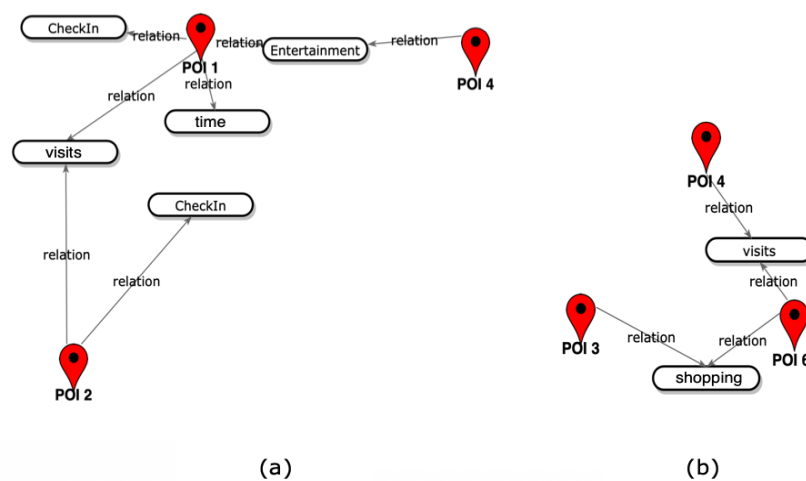 CheckIn
relation
POI 1
relation
Entertainment
relation
POI 4
relation
relation
time
visits
CheckIn
relation
relation
POI 2
(a)
POI 4
relation
visits
relation
POI 3
relation
relation
POI 6
shopping
(b)